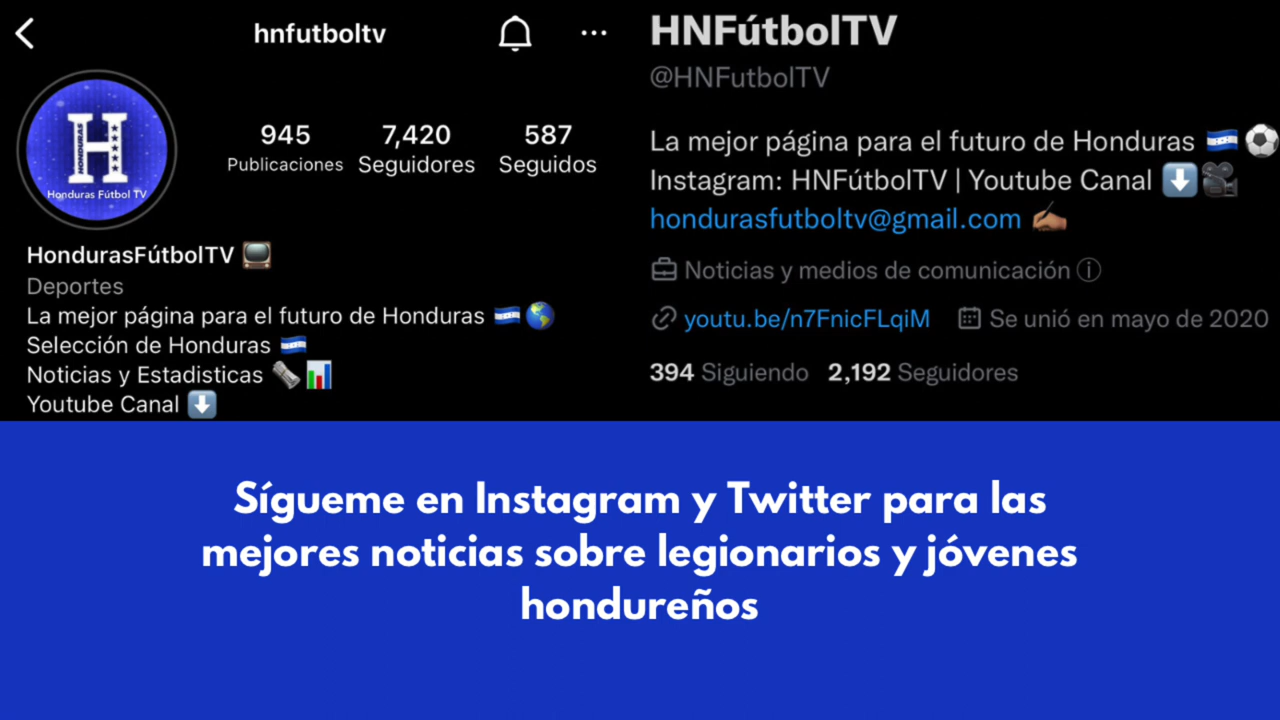 hnfutboltv
HONDURAS
Honduras Fútbol TV
945 7,420 587
Publicaciones Seguidores Seguidos
HondurasFútbolTV
Deportes
La mejor página para el futuro de Honduras
Selección de Honduras
Noticias y Estadisticas
Youtube Canal
HNFútbolTV
@HNFutbolTV
La mejor página para el futuro de Honduras
Instagram: HNFútbolTV | Youtube Canal
hondurasfutboltv@gmail.com
Noticias y medios de comunicación
youtu.be/n7FnicFLqiM Se unió en mayo de 2020
394 Siguiendo 2,192 Seguidores
Sígueme en Instagram y Twitter para las
mejores noticias sobre legionarios y jóvenes
hondureños